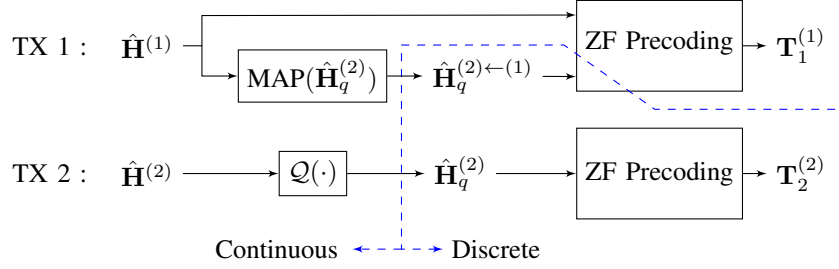 TX 1 : Ĥ^(1) ZF Precoding T_1^(1)
MAP(Ĥ_q^(2)) Ĥ_q^(2)←(1)
TX 2 : Ĥ^(2) 𝒬(·) Ĥ_q^(2) ZF Precoding T_2^(2)
Continuous Discrete